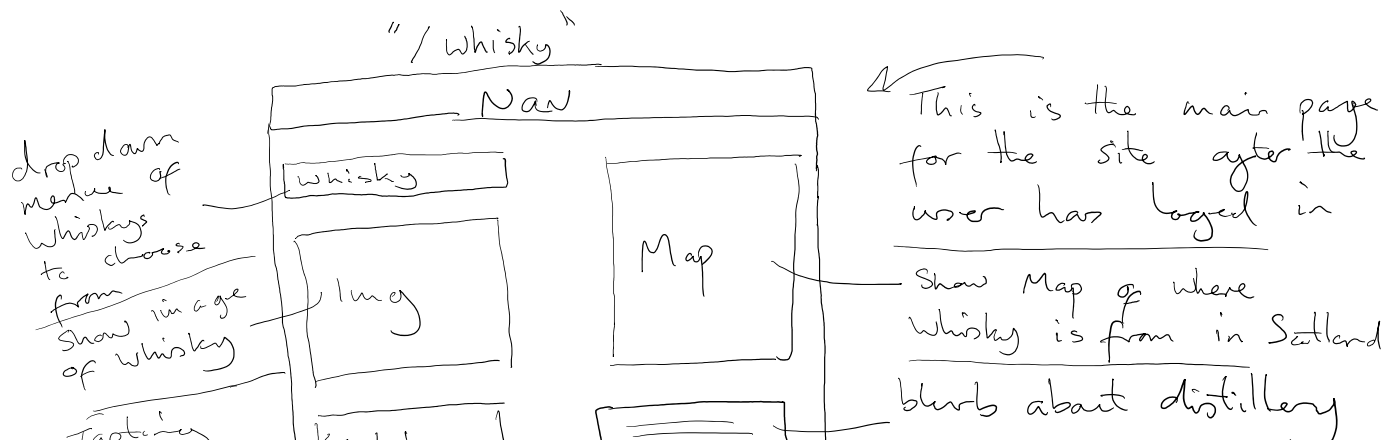 "/whisky"
Nav
This is the main page
for the site after the
user has loged in
drop down
menue of
whiskys
to choose
from
whisky
Map
Show Map of where
whisky is from in Scotland
Img
Show image
of whisky
blurb about distillery
Tasting